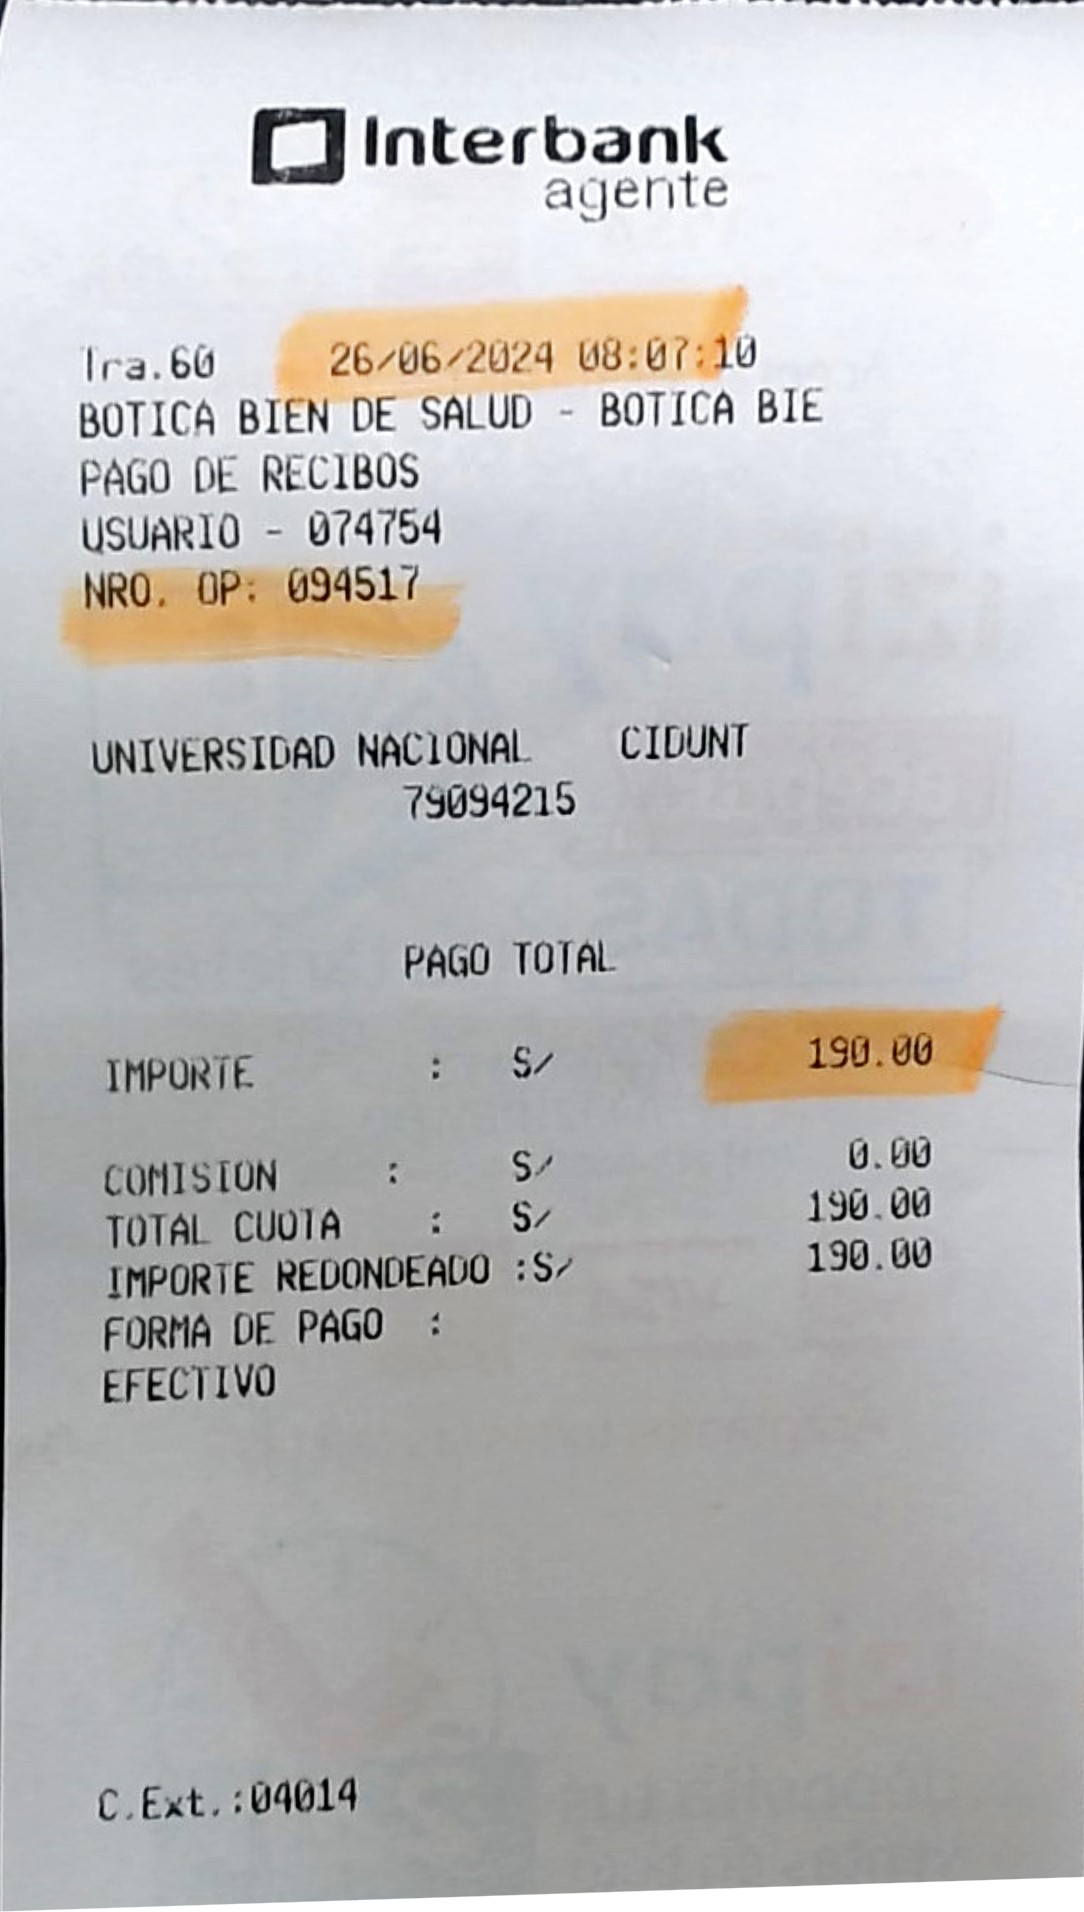 Interbank
agente
Tra.60 26/06/2024 08:07:10
BOTICA BIEN DE SALUD - BOTICA BIE
PAGO DE RECIBOS
USUARIO - 074754
NRO. OP: 094517
UNIVERSIDAD NACIONAL CIDUNT
79094215
PAGO TOTAL
IMPORTE : S/ 190.00
COMISION : S/ 0.00
TOTAL CUOTA : S/ 190.00
IMPORTE REDONDEADO :S/ 190.00
FORMA DE PAGO :
EFECTIVO
C.Ext.:04014